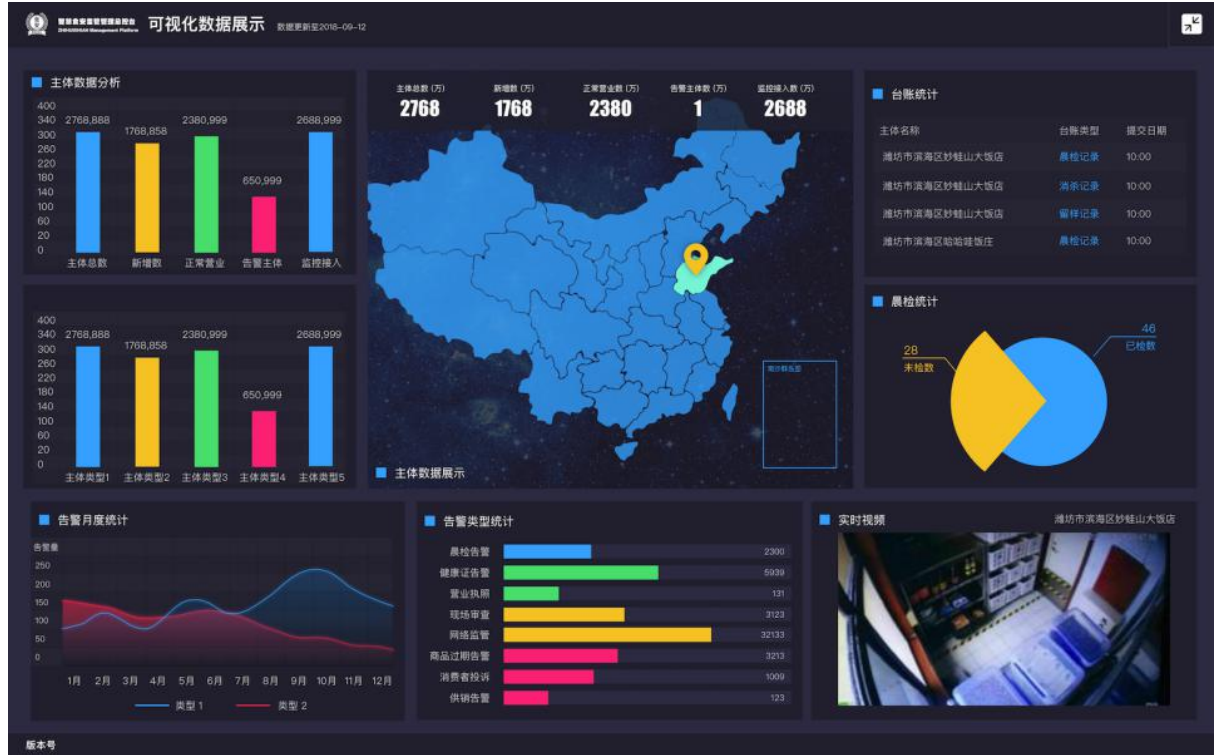 可视化数据展示 数据更新至2018-09-12
主体数据分析
400
340
300
260
220
180
140
100
60
20
0
2768,888
1768,858
2380,999
650,999
2688,999
主体总数 新增数 正常营业 告警主体 监控接入
400
340
300
260
220
180
140
100
60
20
0
2768,888
1768,858
2380,999
650,999
2688,999
主体类型1 主体类型2 主体类型3 主体类型4 主体类型5
主体总数 (万) 新增数 (万) 正常营业数 (万) 告警主体数 (万) 监控接入数 (万)
2768 1768 2380 1 2688
南沙群岛图
主体数据展示
台账统计
主体名称 台账类型 提交日期
潍坊市滨海区妙蛙山大饭店 晨检记录 10:00
潍坊市滨海区妙蛙山大饭店 消杀记录 10:00
潍坊市滨海区妙蛙山大饭店 留样记录 10:00
潍坊市滨海区哈哈哇饭庄 晨检记录 10:00
晨检统计
46
已检数
28
未检数
告警月度统计
告警量
250
200
150
100
50
0
1月 2月 3月 4月 5月 6月 7月 8月 9月 10月 11月 12月
类型 1 类型 2
告警类型统计
晨检告警 2300
健康证告警 5939
营业执照 131
现场审查 3123
网络监管 32133
商品过期告警 3213
消费者投诉 1009
供销告警 123
实时视频 潍坊市滨海区妙蛙山大饭店
版本号